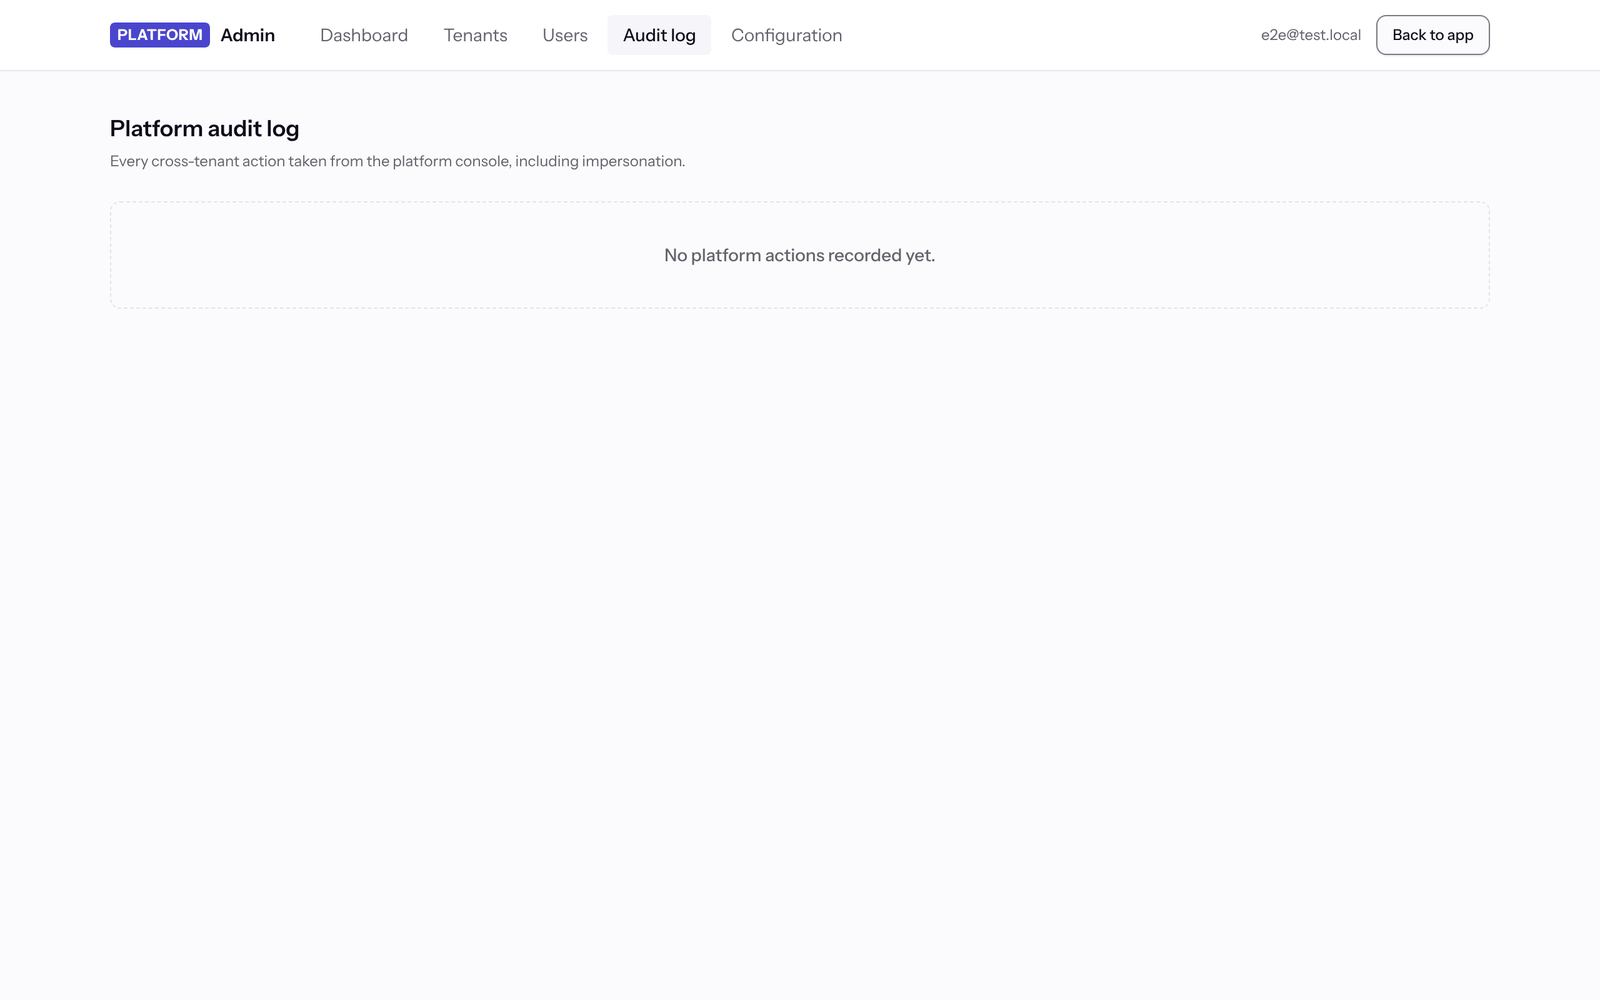 PLATFORM Admin Dashboard Tenants Users Audit log Configuration e2e@test.local Back to app
Platform audit log
Every cross-tenant action taken from the platform console, including impersonation.
No platform actions recorded yet.